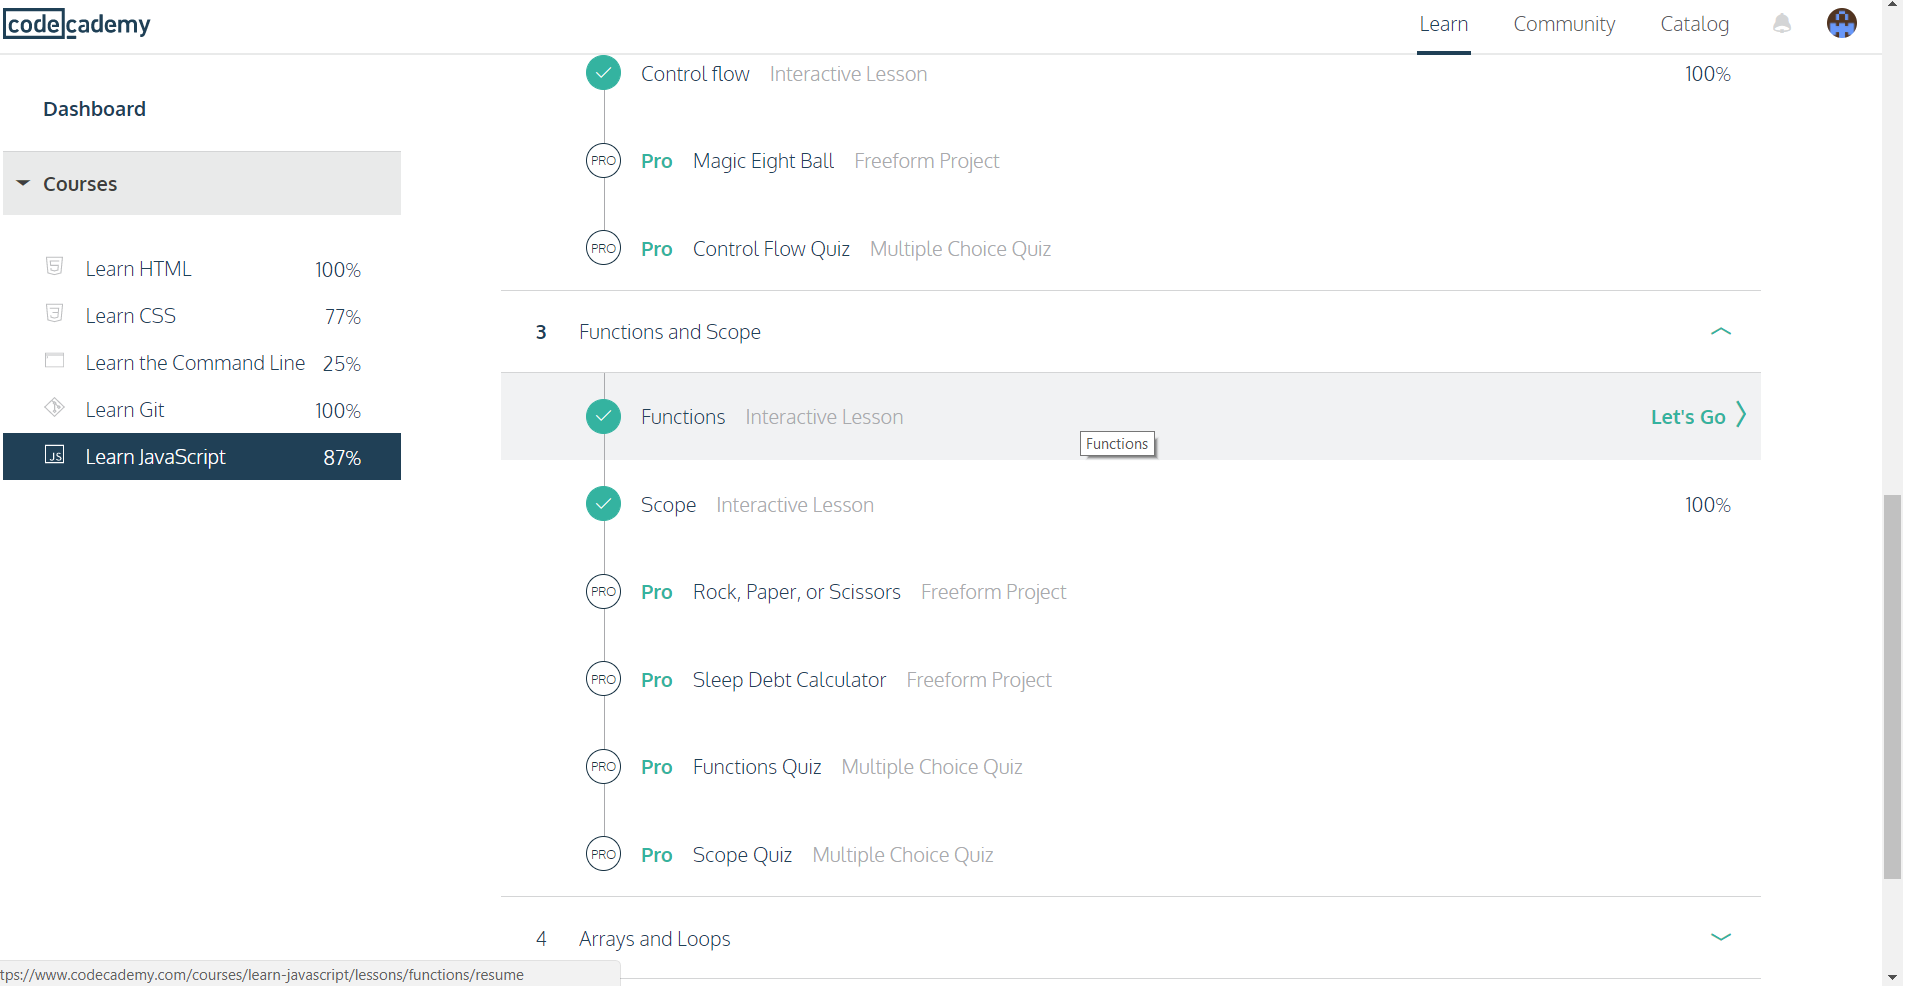 codecademy
Learn Community Catalog
Dashboard
Courses
Learn HTML 100%
Learn CSS 77%
Learn the Command Line 25%
Learn Git 100%
JS Learn JavaScript 87%
Control flow Interactive Lesson 100%
PRO Pro Magic Eight Ball Freeform Project
PRO Pro Control Flow Quiz Multiple Choice Quiz
3 Functions and Scope
Functions Interactive Lesson Let's Go
Functions
Scope Interactive Lesson 100%
PRO Pro Rock, Paper, or Scissors Freeform Project
PRO Pro Sleep Debt Calculator Freeform Project
PRO Pro Functions Quiz Multiple Choice Quiz
PRO Pro Scope Quiz Multiple Choice Quiz
4 Arrays and Loops
tps://www.codecademy.com/courses/learn-javascript/lessons/functions/resume